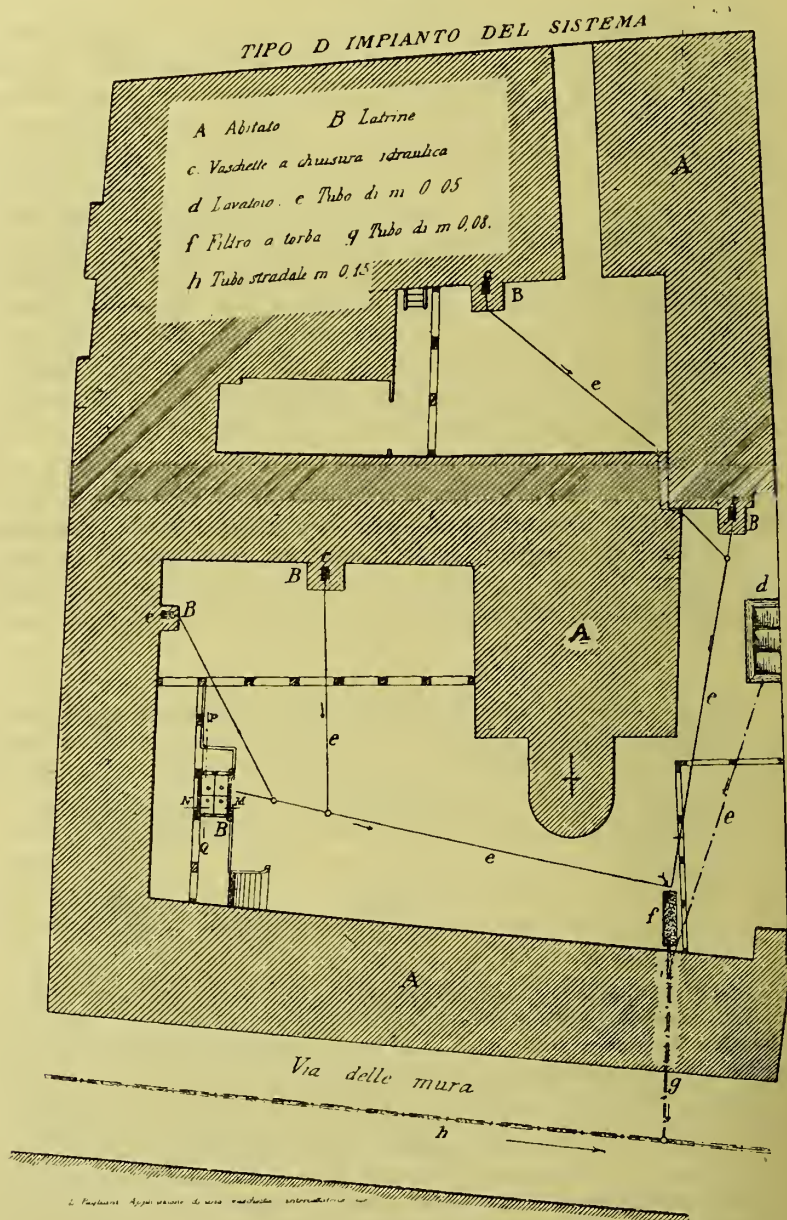 TIPO D IMPIANTO DEL SISTEMA
A Abitato B Latrine
c. Vaschette a chiusura idraulica
d Lavatoio. e Tubo di m 0 05
f Filtro a torba g Tubo di m 0,08.
h Tubo stradale m 0,15
A
c
B
e
c
B
c
B
d
e
B
A
e
e
P
e
N
M
B
Q
e
f
A
Via delle mura
g
h
L. Pagliani